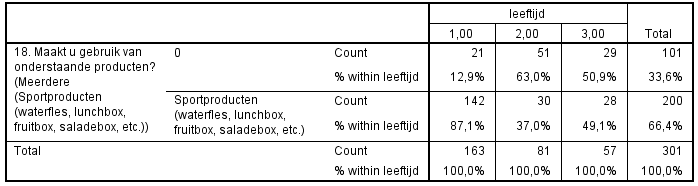 leeftijd
1,00 2,00 3,00 Total
18. Maakt u gebruik van 0 Count 21 51 29 101
onderstaande producten?
(Meerdere % within leeftijd 12,9% 63,0% 50,9% 33,6%
(Sportproducten Sportproducten Count 142 30 28 200
(waterfles, lunchbox, (waterfles, lunchbox,
fruitbox, saladebox, etc.)) fruitbox, saladebox, etc.) % within leeftijd 87,1% 37,0% 49,1% 66,4%
Total Count 163 81 57 301
% within leeftijd 100,0% 100,0% 100,0% 100,0%